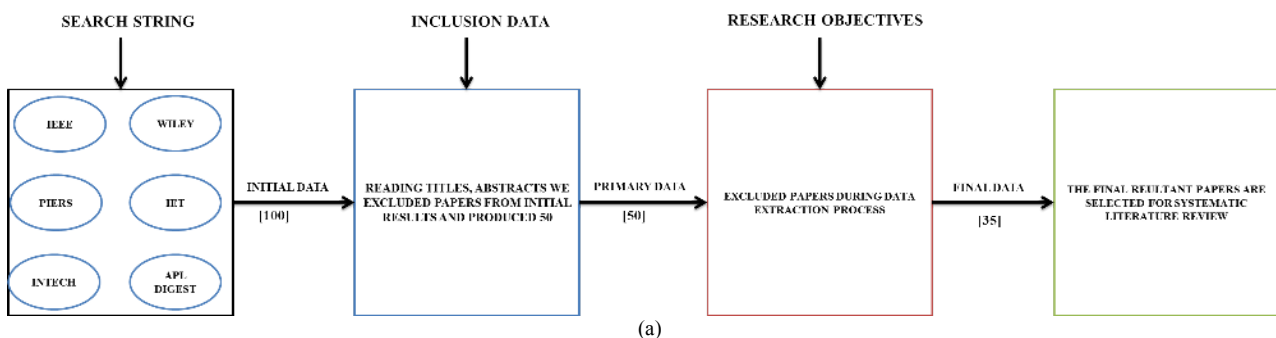 SEARCH STRING
INCLUSION DATA
RESEARCH OBJECTIVES
IEEE
WILEY
PIERS
IET
INTECH
APL
DIGEST
INITIAL DATA
[100]
READING TITLES, ABSTRACTS WE
EXCLUDED PAPERS FROM INITIAL
RESULTS AND PRODUCED 50
PRIMARY DATA
[50]
EXCLUDED PAPERS DURING DATA
EXTRACTION PROCESS
FINAL DATA
[35]
THE FINAL REULTANT PAPERS ARE
SELECTED FOR SYSTEMATIC
LITERATURE REVIEW
(a)